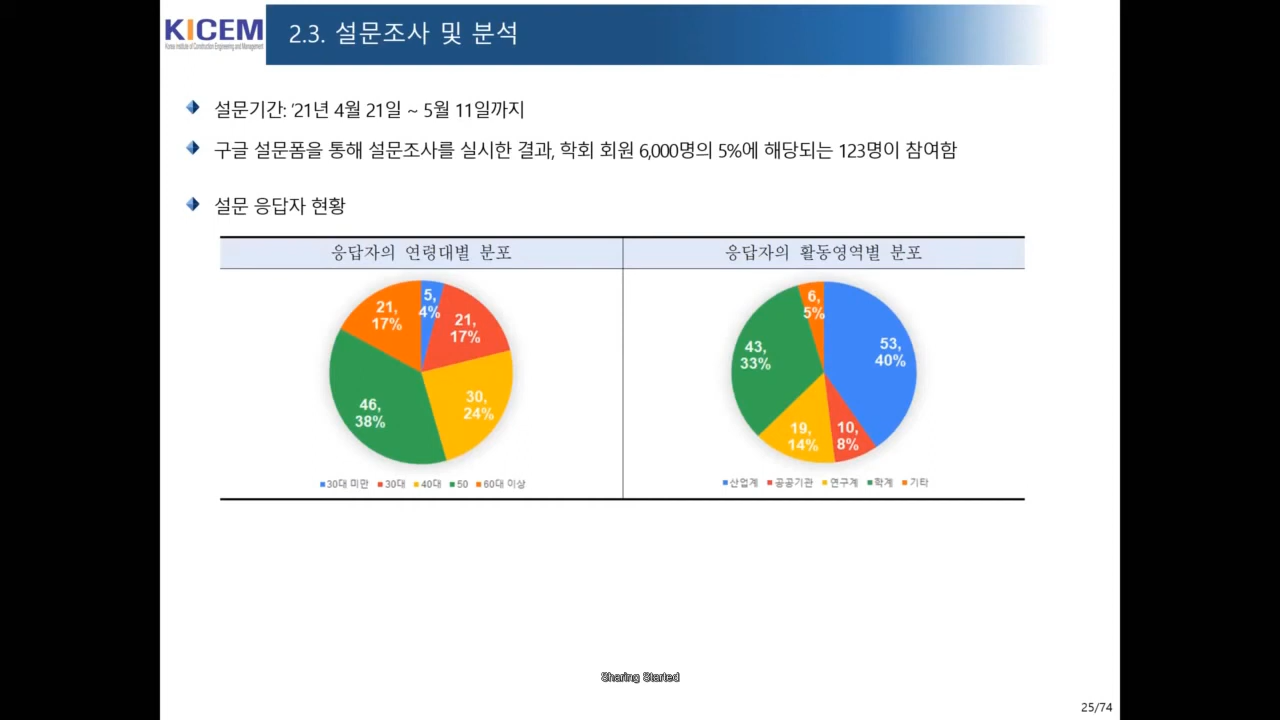 KICEM
Korea Institute of Construction Engineering and Management
2.3. 설문조사 및 분석
설문기간: '21년 4월 21일 ~ 5월 11일까지
구글 설문폼을 통해 설문조사를 실시한 결과, 학회 회원 6,000명의 5%에 해당되는 123명이 참여함
설문 응답자 현황
응답자의 연령대별 분포
5,
4%
21,
17%
30,
24%
46,
38%
21,
17%
30대 미만 30대 40대 50 60대 이상
응답자의 활동영역별 분포
53,
40%
10,
8%
19,
14%
43,
33%
6,
5%
산업계 공공기관 연구계 학계 기타
Sharing Started
25/74